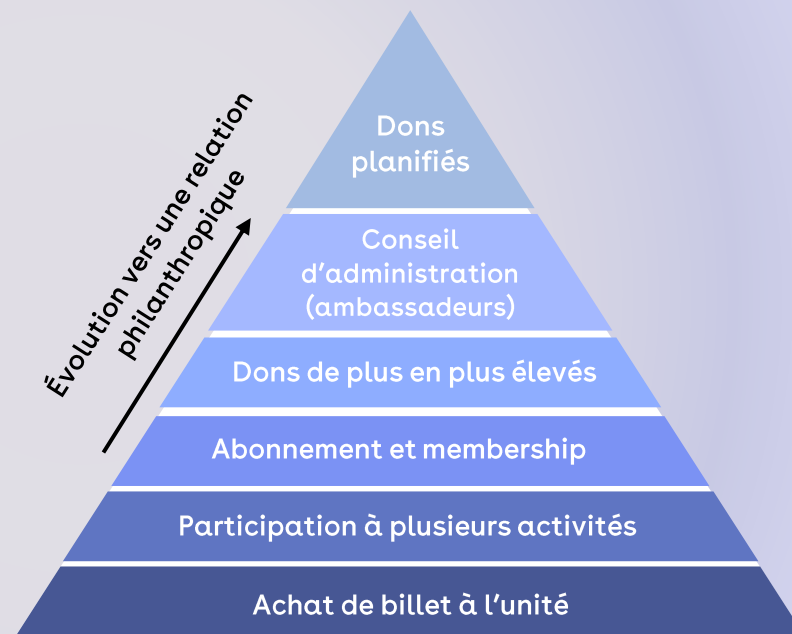 Évolution vers une relation
philanthropique
Dons
planifiés
Conseil
d'administration
(ambassadeurs)
Dons de plus en plus élevés
Abonnement et membership
Participation à plusieurs activités
Achat de billet à l'unité